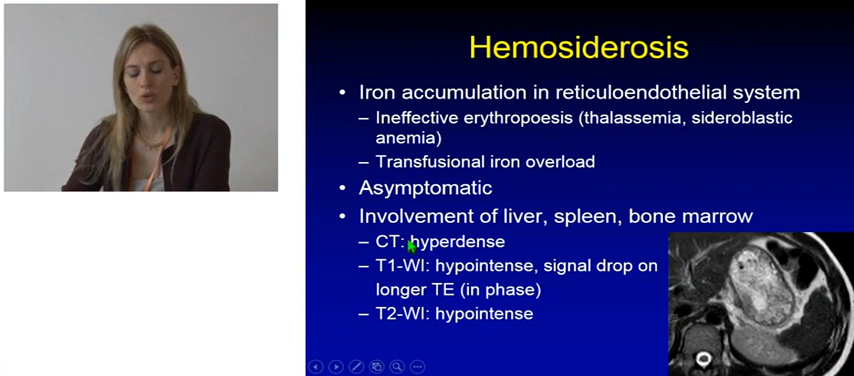 Hemosiderosis
• Iron accumulation in reticuloendothelial system
– Ineffective erythropoesis (thalassemia, sideroblastic
anemia)
– Transfusional iron overload
• Asymptomatic
• Involvement of liver, spleen, bone marrow
– CT: hyperdense
– T1-WI: hypointense, signal drop on
longer TE (in phase)
– T2-WI: hypointense